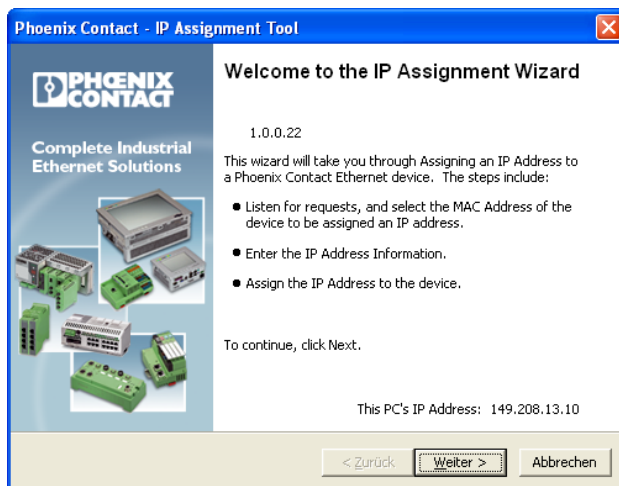 Phoenix Contact - IP Assignment Tool
PHŒNIX
CONTACT
Complete Industrial
Ethernet Solutions
Welcome to the IP Assignment Wizard
1.0.0.22
This wizard will take you through Assigning an IP Address to
a Phoenix Contact Ethernet device. The steps include:
● Listen for requests, and select the MAC Address of the
device to be assigned an IP address.
● Enter the IP Address Information.
● Assign the IP Address to the device.
To continue, click Next.
This PC's IP Address: 149.208.13.10
< Zurück Weiter > Abbrechen